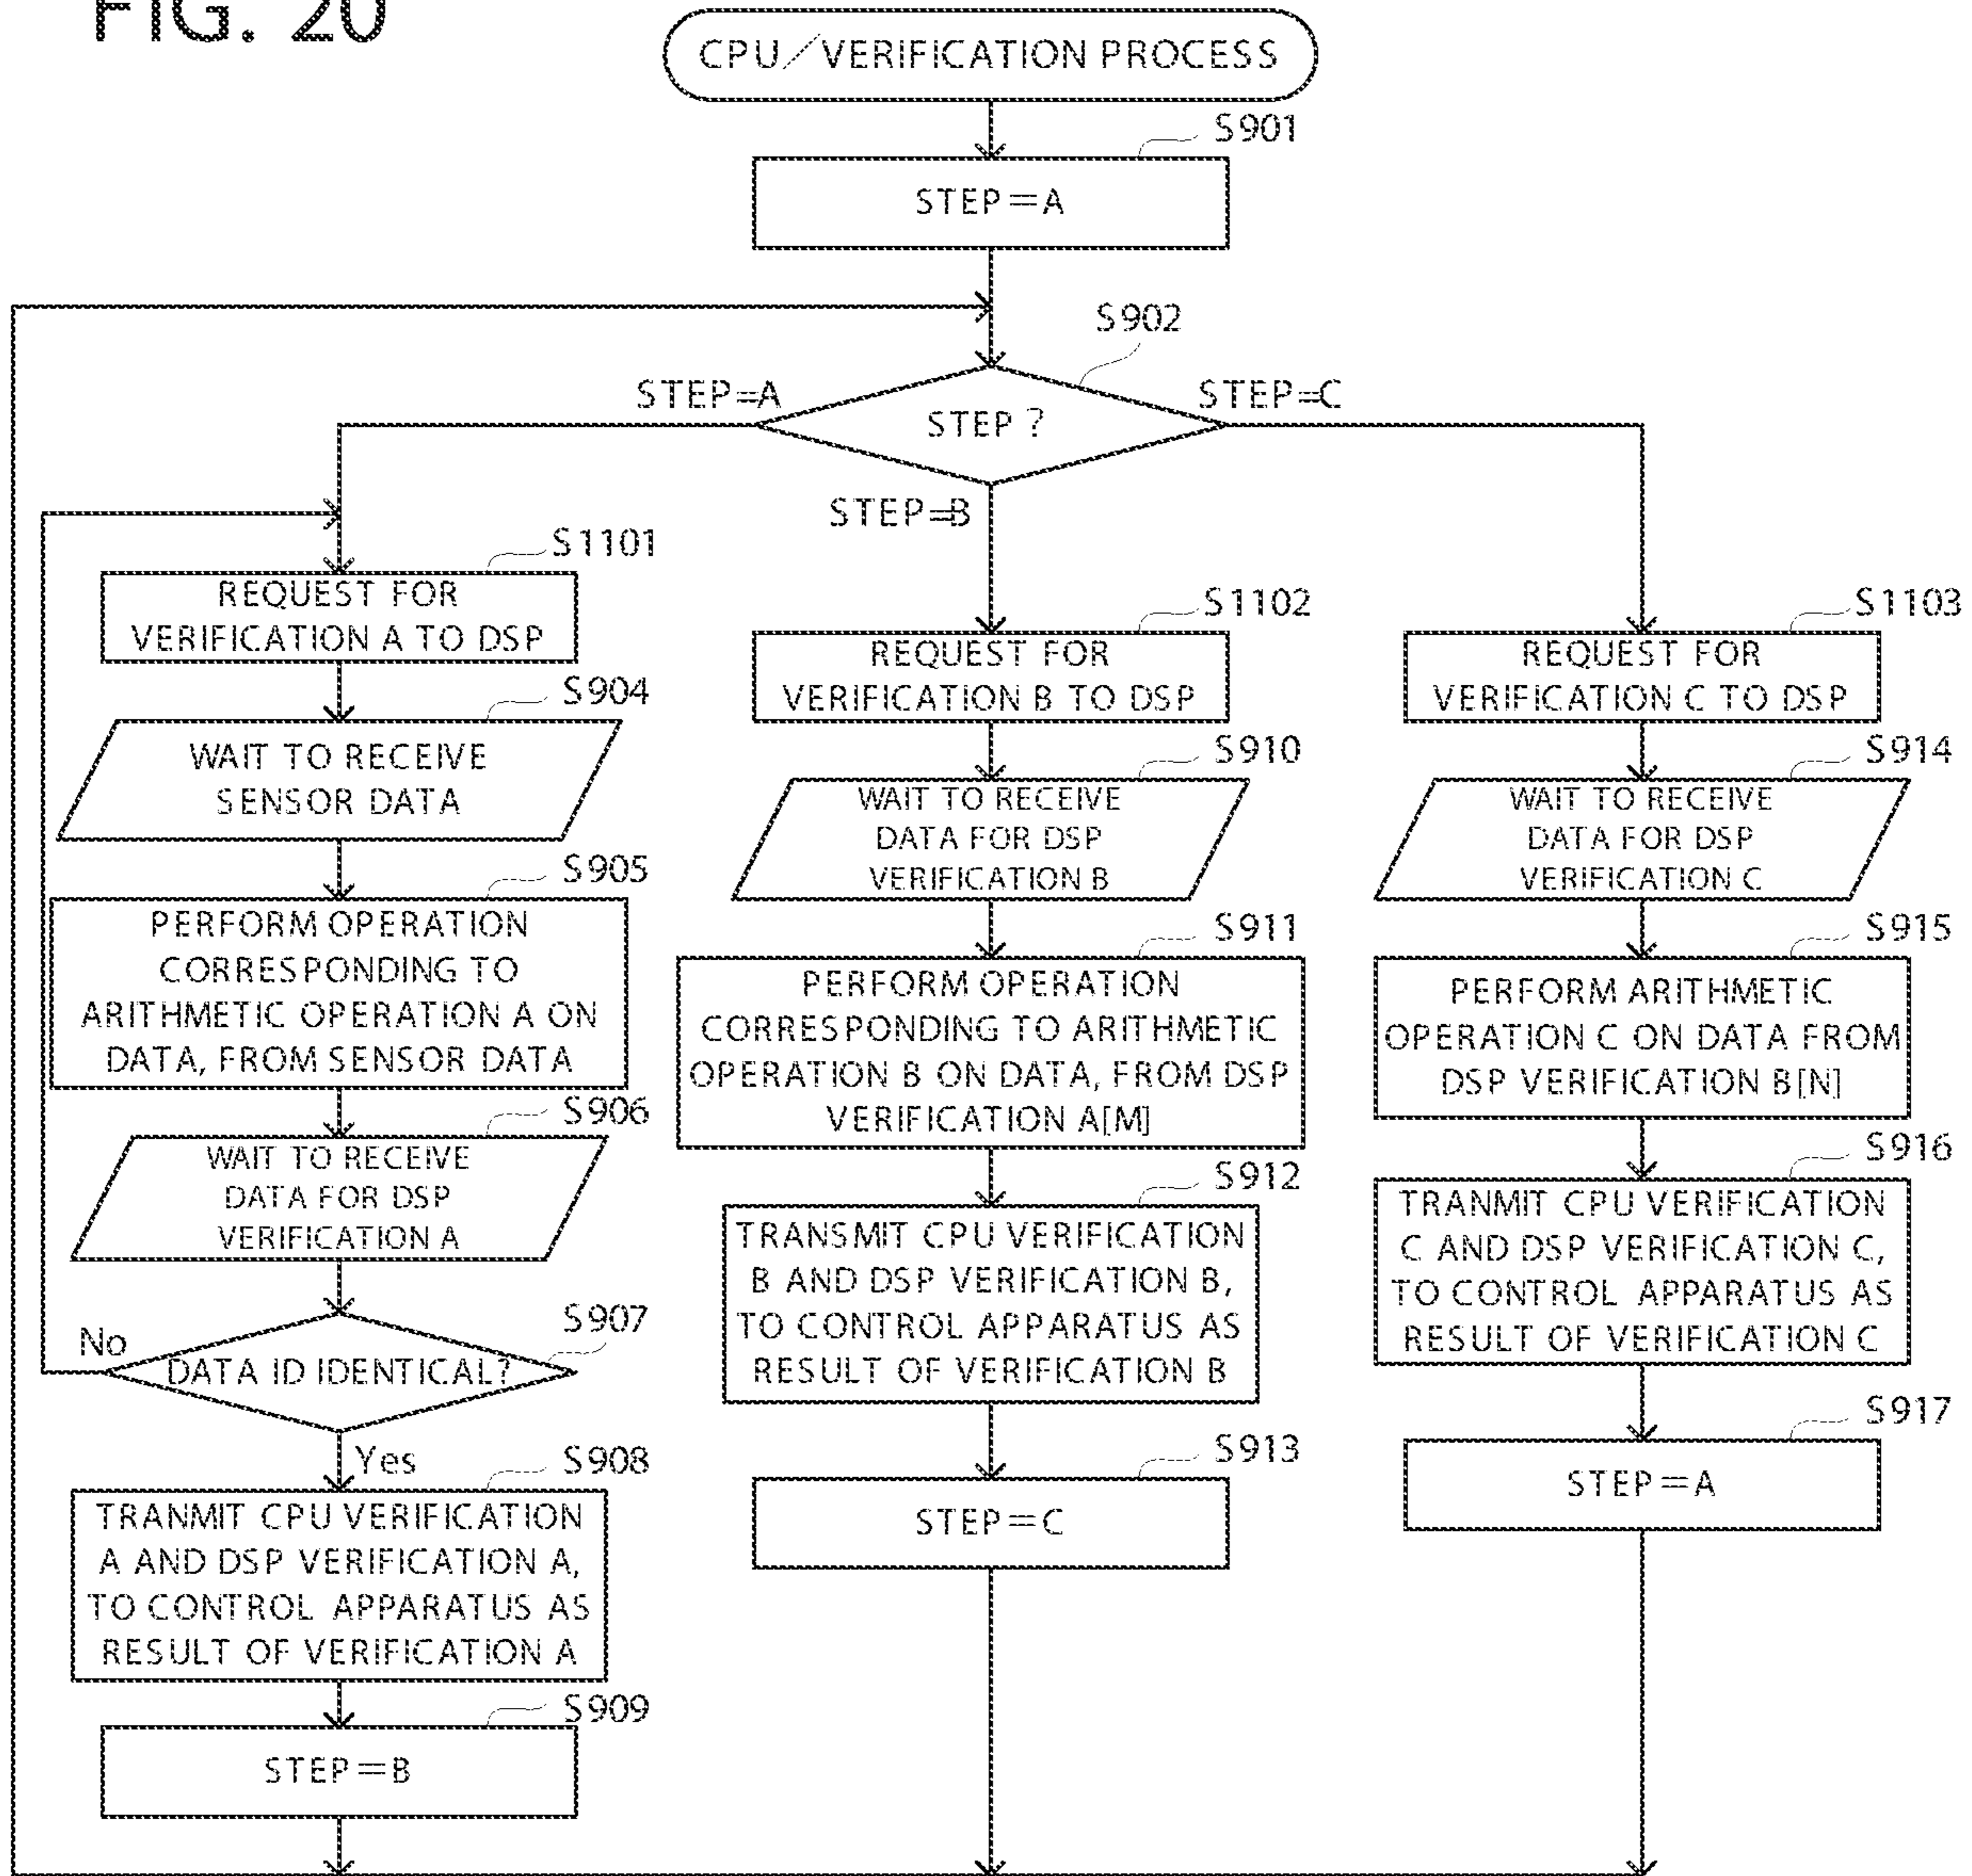 FIG. 20
CPU/VERIFICATION PROCESS
S901
STEP=A
S902
STEP=A
STEP=C
STEP?
STEP=B
S1101
REQUEST FOR
VERIFICATION A TO DSP
S904
WAIT TO RECEIVE
SENSOR DATA
S905
PERFORM OPERATION
CORRESPONDING TO
ARITHMETIC OPERATION A ON
DATA, FROM SENSOR DATA
S906
WAIT TO RECEIVE
DATA FOR DSP
VERIFICATION A
S907
No
DATA ID IDENTICAL?
Yes
S908
TRANMIT CPU VERIFICATION
A AND DSP VERIFICATION A,
TO CONTROL APPARATUS AS
RESULT OF VERIFICATION A
S909
STEP=B
S1102
REQUEST FOR
VERIFICATION B TO DSP
S910
WAIT TO RECEIVE
DATA FOR DSP
VERIFICATION B
S911
PERFORM OPERATION
CORRESPONDING TO ARITHMETIC
OPERATION B ON DATA, FROM DSP
VERIFICATION A[M]
S912
TRANSMIT CPU VERIFICATION
B AND DSP VERIFICATION B,
TO CONTROL APPARATUS AS
RESULT OF VERIFICATION B
S913
STEP=C
S1103
REQUEST FOR
VERIFICATION C TO DSP
S914
WAIT TO RECEIVE
DATA FOR DSP
VERIFICATION C
S915
PERFORM ARITHMETIC
OPERATION C ON DATA FROM
DSP VERIFICATION B[N]
S916
TRANMIT CPU VERIFICATION
C AND DSP VERIFICATION C,
TO CONTROL APPARATUS AS
RESULT OF VERIFICATION C
S917
STEP=A